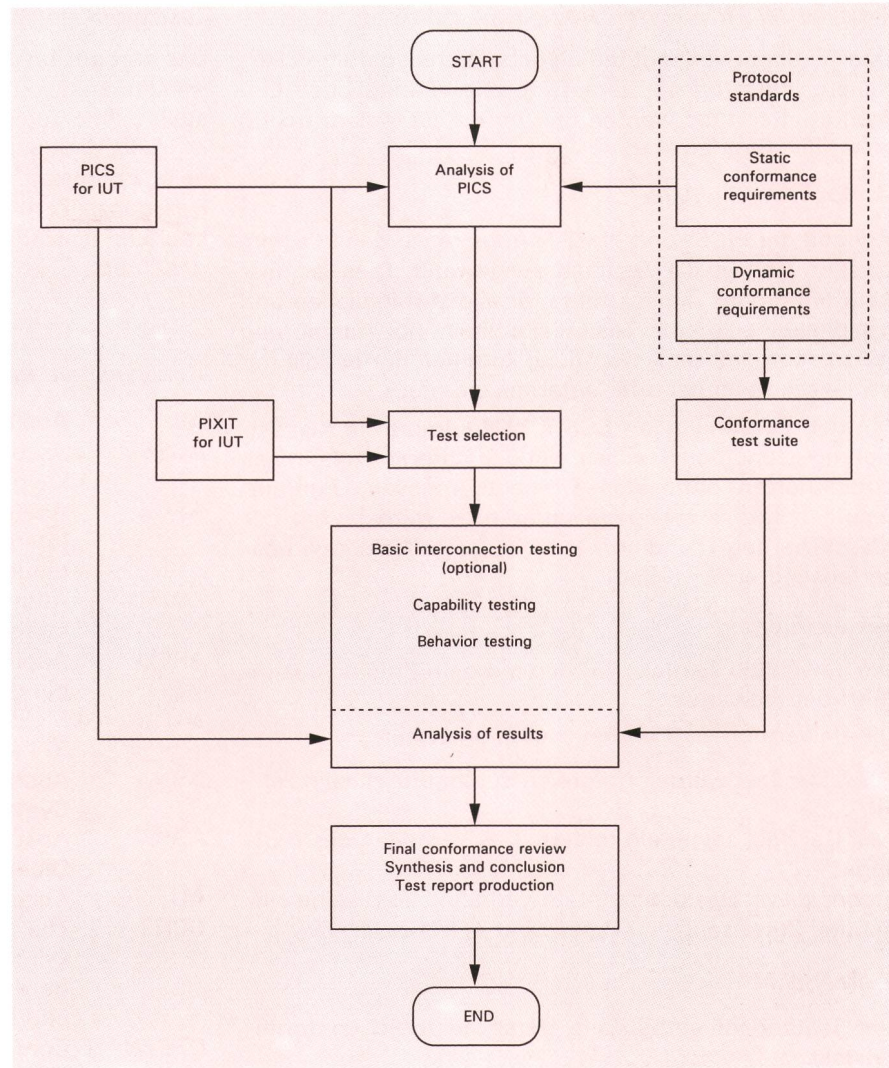 START
Protocol
standards
PICS
for IUT
Analysis of
PICS
Static
conformance
requirements
Dynamic
conformance
requirements
PIXIT
for IUT
Test selection
Conformance
test suite
Basic interconnection testing
(optional)
Capability testing
Behavior testing
Analysis of results
Final conformance review
Synthesis and conclusion
Test report production
END